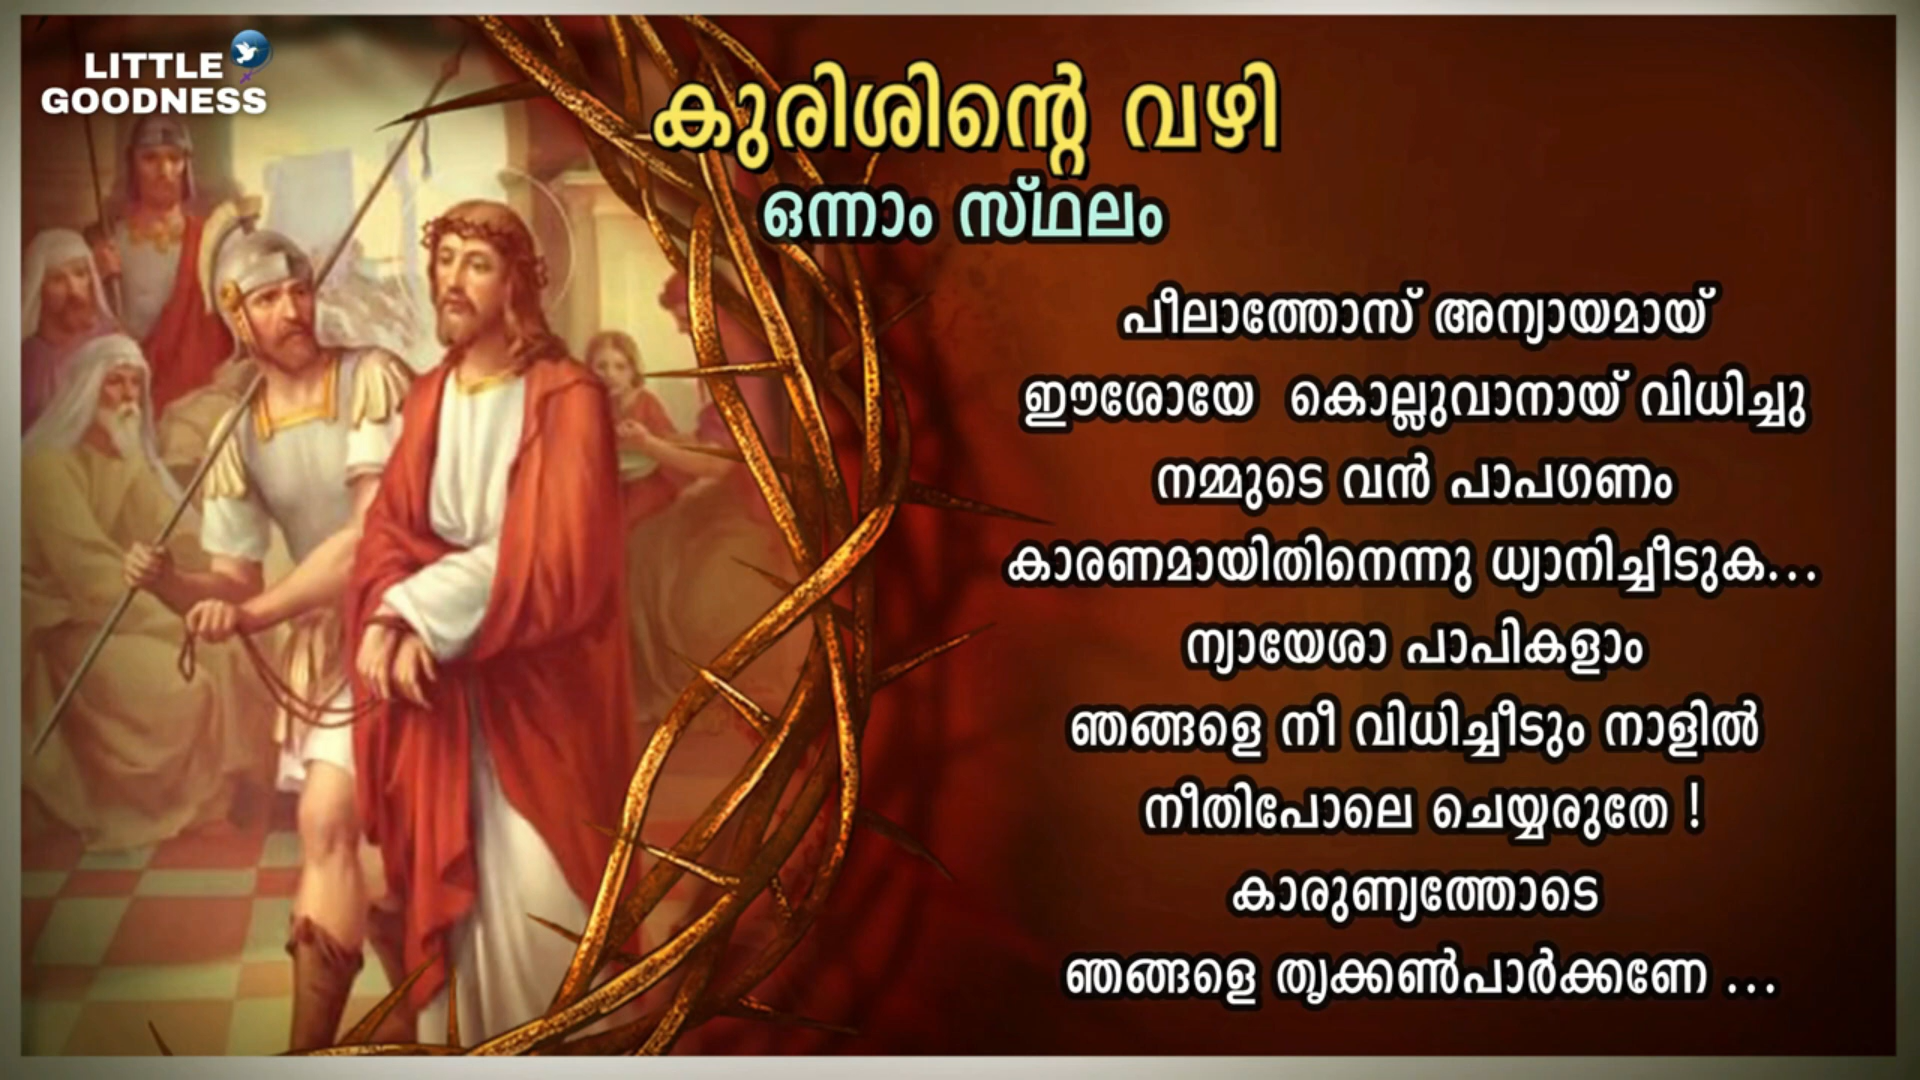 LITTLE
GOODNESS
കുരിശിന്റെ വഴി
ഒന്നാം സ്ഥലം
പീലാത്തോസ് അന്യായമായ്
ഈശോയേ കൊല്ലുവാനായ് വിധിച്ചു
നമ്മുടെ വൻ പാപഗണം
കാരണമായിതിനെന്നു ധ്യാനിച്ചീടുക...
ന്യായേശാ പാപികളാം
ഞങ്ങളെ നീ വിധിച്ചീടും നാളിൽ
നീതിപോലെ ചെയ്യരുതേ !
കാരുണ്യത്തോടെ
ഞങ്ങളെ തൃക്കൺപാർക്കണേ ...